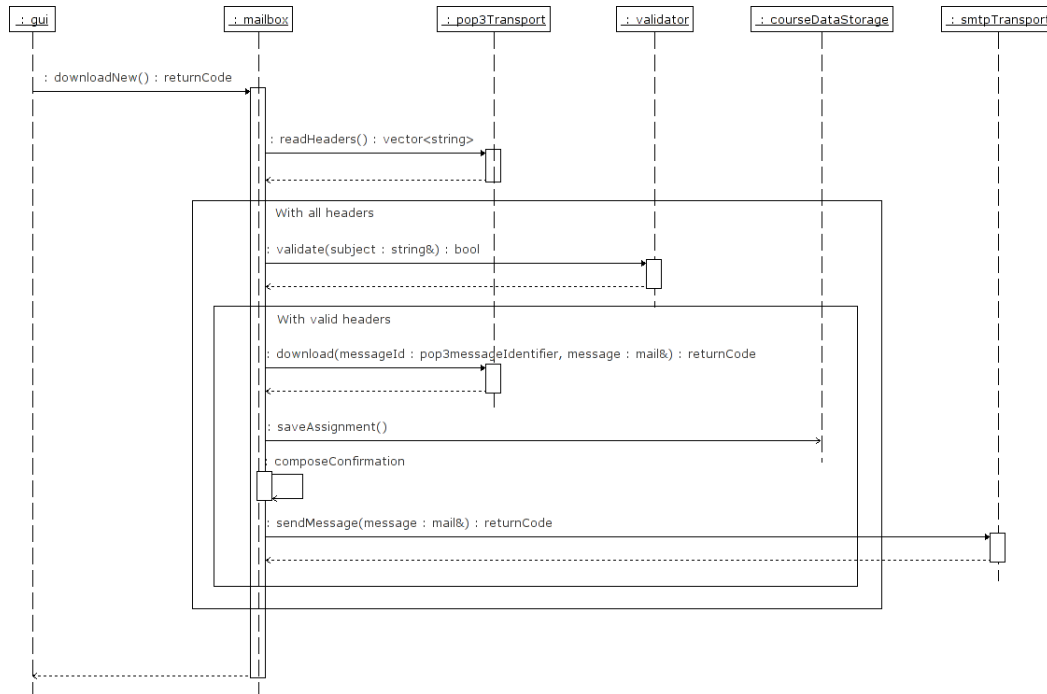 : gui
: mailbox
: pop3Transport
: validator
: courseDataStorage
: smtpTransport
: downloadNew() : returnCode
: readHeaders() : vector<string>
With all headers
: validate(subject : string&) : bool
With valid headers
: download(messageId : pop3messageIdentifier, message : mail&) : returnCode
: saveAssignment()
: composeConfirmation
: sendMessage(message : mail&) : returnCode